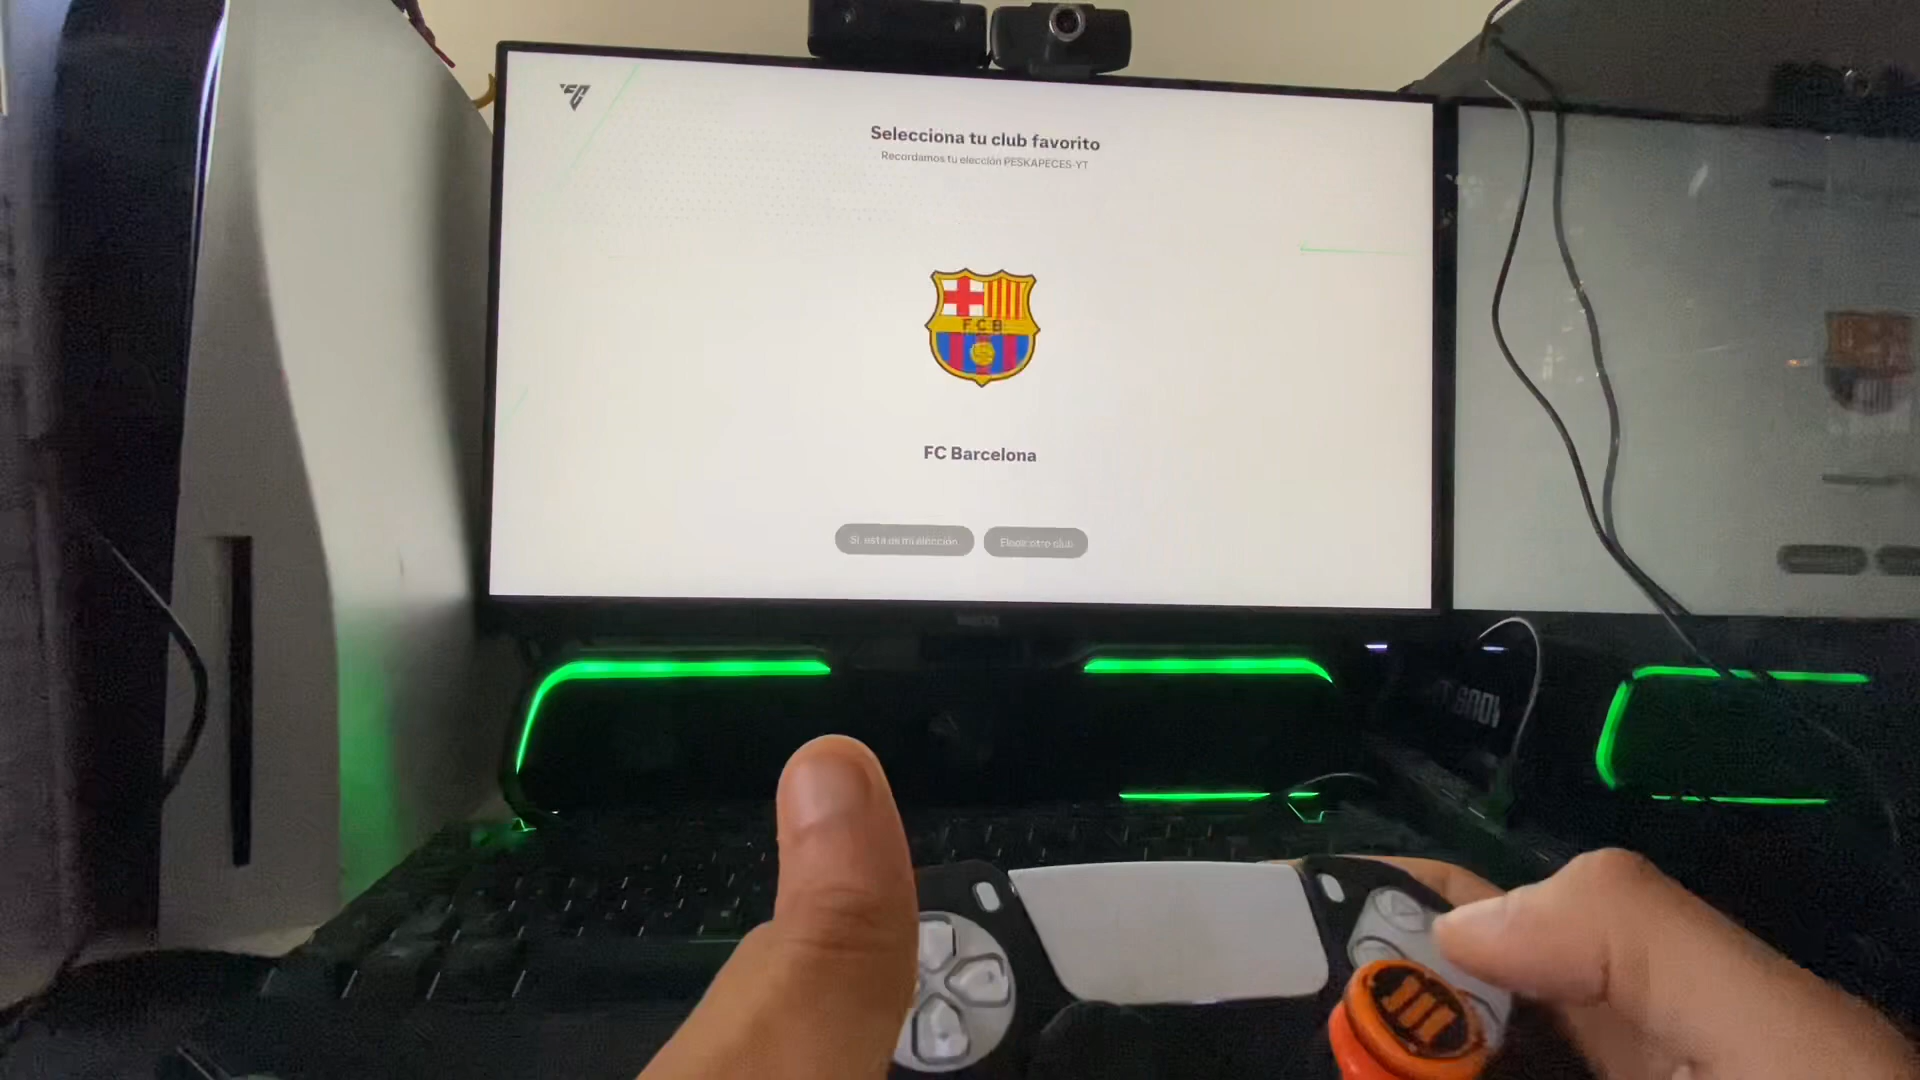 Selecciona tu club favorito
Recordamos tu elección PESKAPECES-YT
FCB
FC Barcelona
Sí, esta es mi elección
Elegir otro club